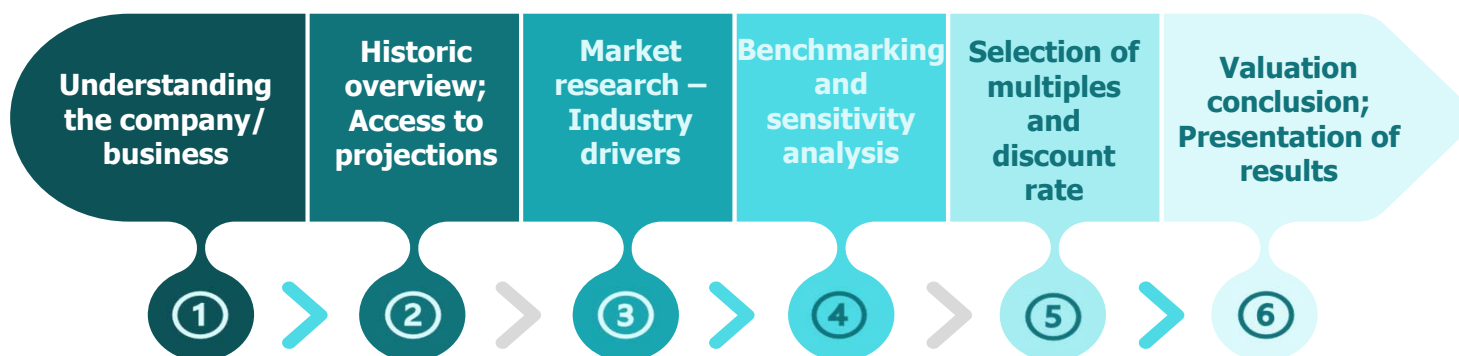 Understanding
the company/
business
Historic
overview;
Access to
projections
Market
research –
Industry
drivers
Benchmarking
and
sensitivity
analysis
Selection of
multiples
and
discount
rate
Valuation
conclusion;
Presentation of
results
1
2
3
4
5
6